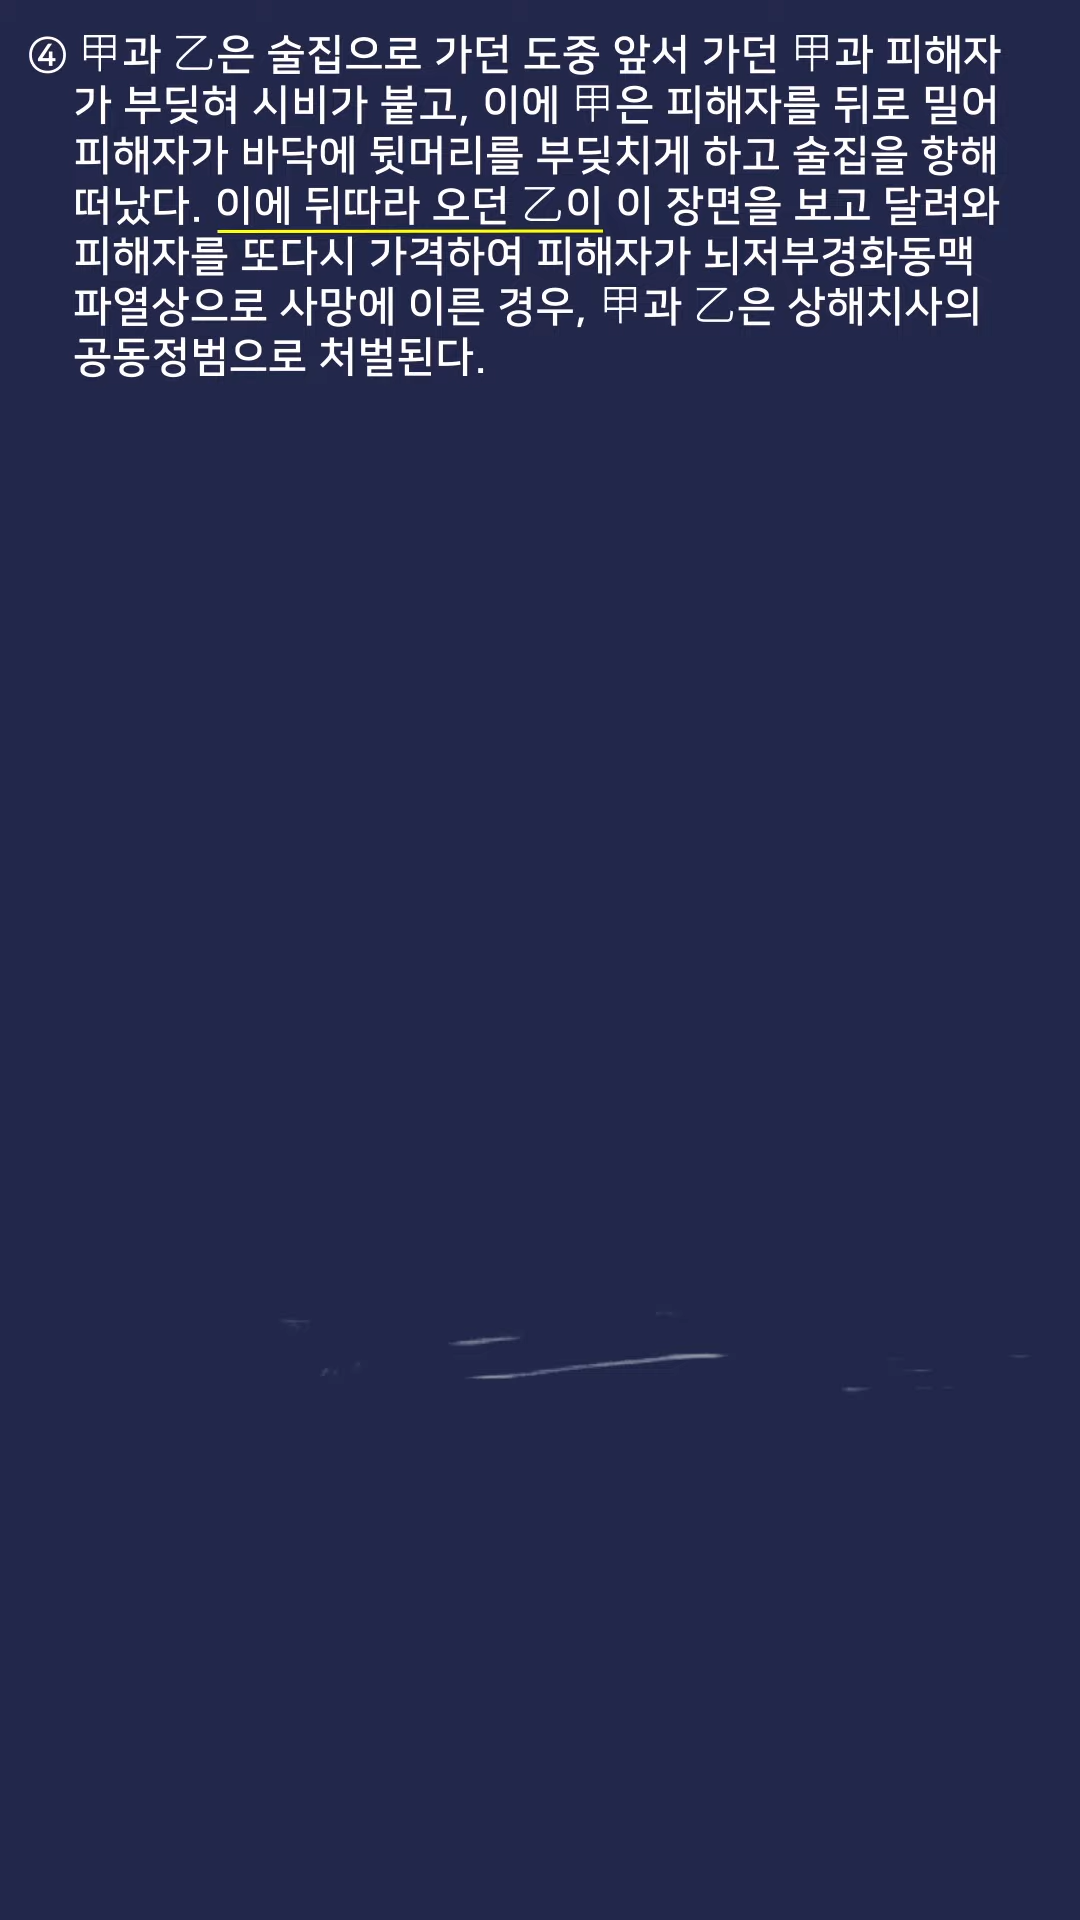 ④ 甲과 乙은 술집으로 가던 도중 앞서 가던 甲과 피해자
가 부딪혀 시비가 붙고, 이에 甲은 피해자를 뒤로 밀어
피해자가 바닥에 뒷머리를 부딪치게 하고 술집을 향해
떠났다. 이에 뒤따라 오던 乙이 이 장면을 보고 달려와
피해자를 또다시 가격하여 피해자가 뇌저부경화동맥
파열상으로 사망에 이른 경우, 甲과 乙은 상해치사의
공동정범으로 처벌된다.